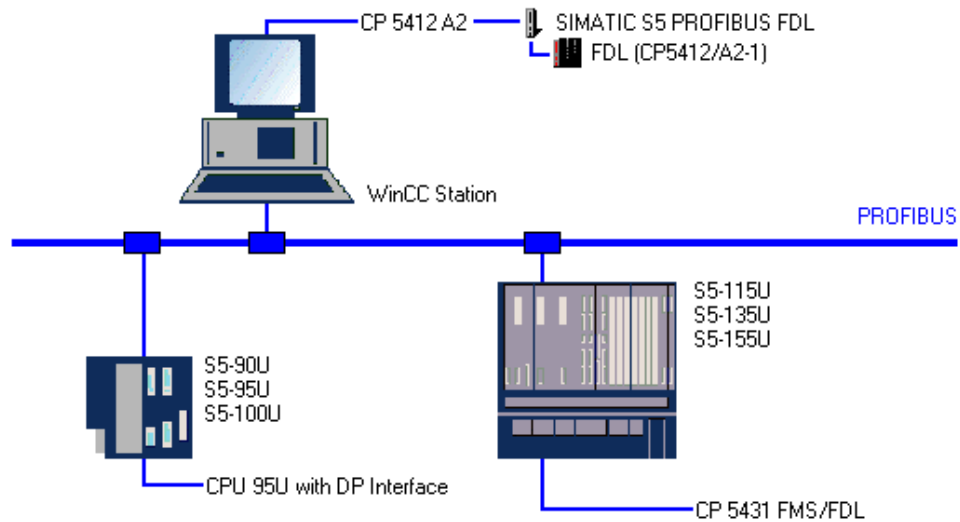 CP 5412 A2
SIMATIC S5 PROFIBUS FDL
FDL (CP5412/A2-1)
WinCC Station
PROFIBUS
S5-115U
S5-135U
S5-155U
S5-90U
S5-95U
S5-100U
CPU 95U with DP Interface
CP 5431 FMS/FDL